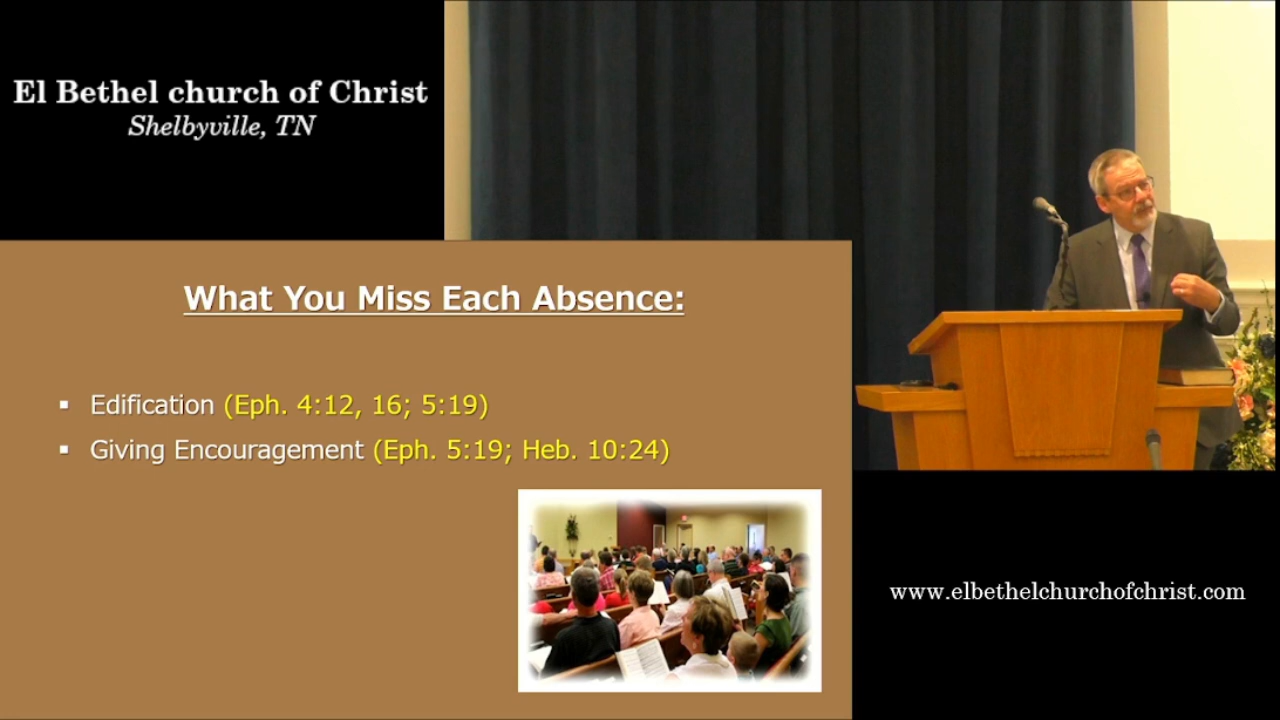 El Bethel church of Christ
Shelbyville, TN
What You Miss Each Absence:
▪ Edification (Eph. 4:12, 16; 5:19)
▪ Giving Encouragement (Eph. 5:19; Heb. 10:24)
www.elbethelchurchofchrist.com